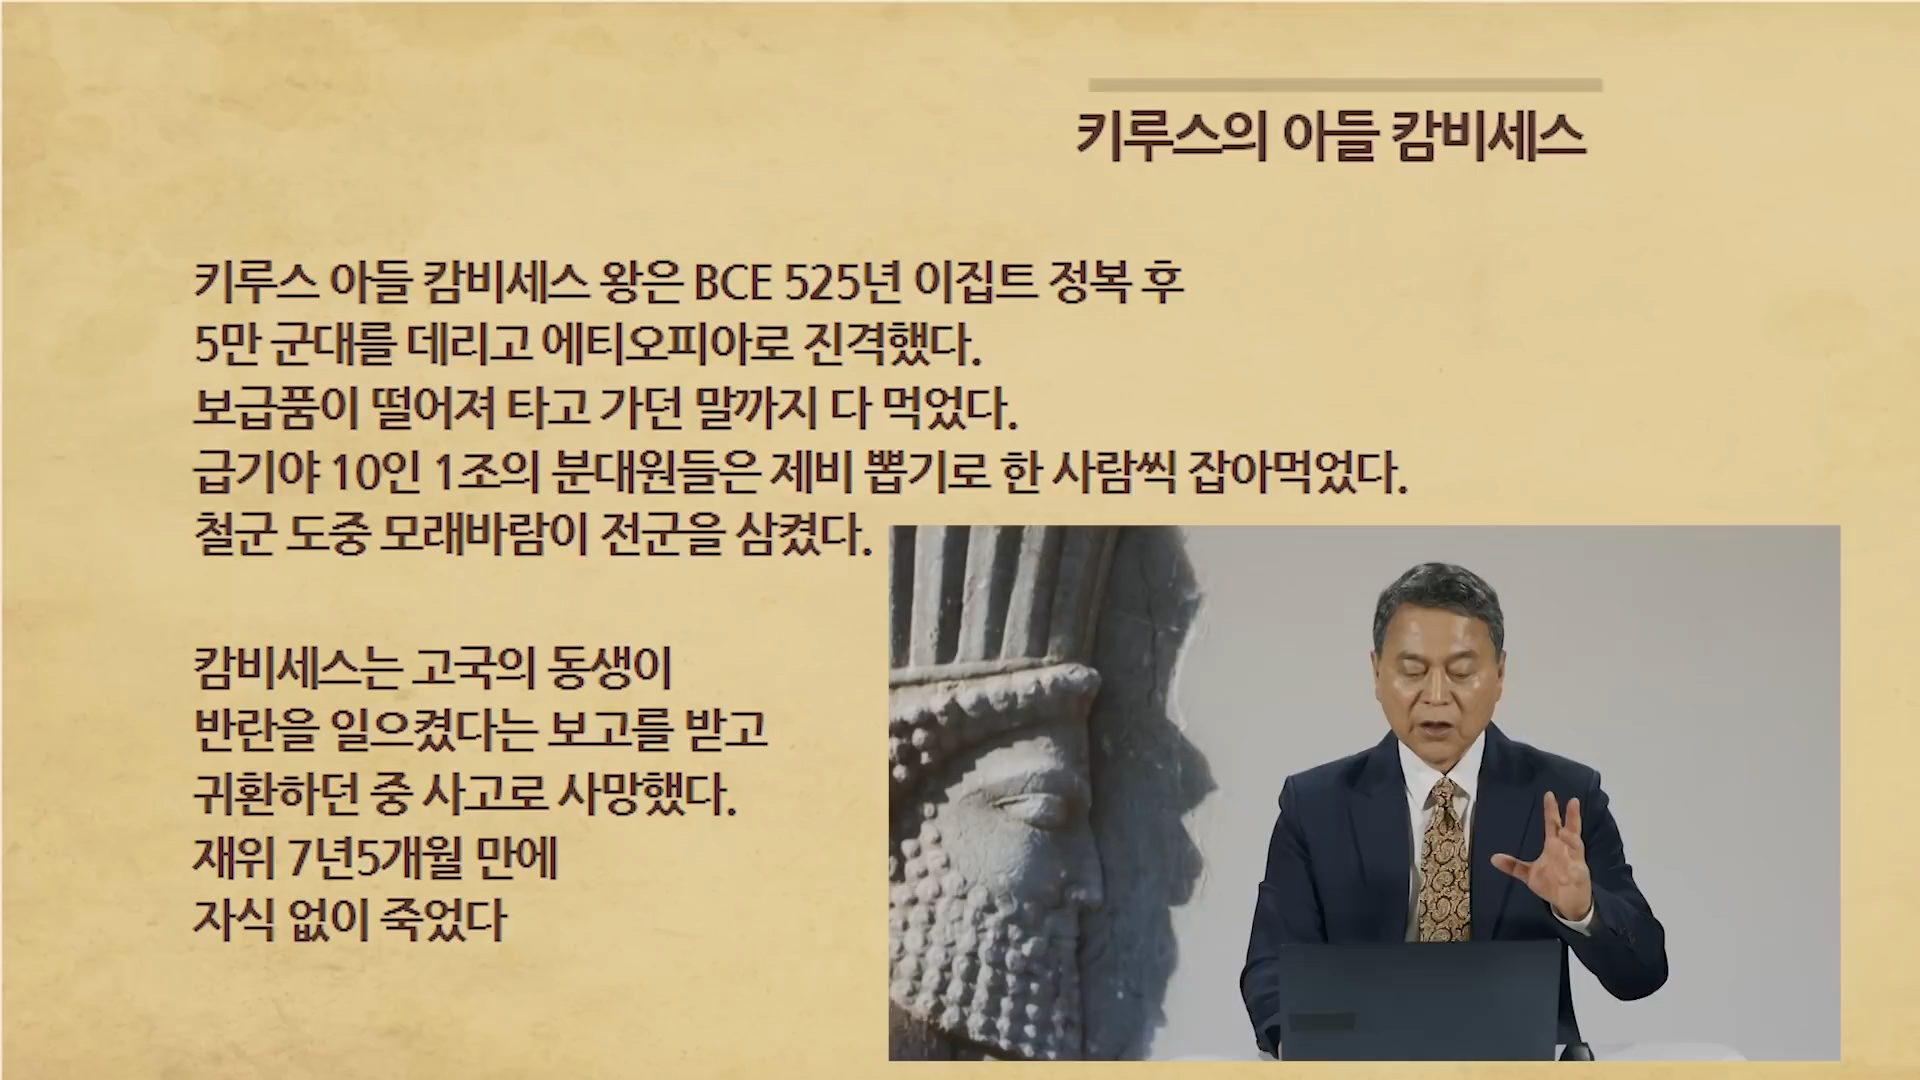 키루스의 아들 캄비세스
키루스 아들 캄비세스 왕은 BCE 525년 이집트 정복 후
5만 군대를 데리고 에티오피아로 진격했다.
보급품이 떨어져 타고 가던 말까지 다 먹었다.
급기야 10인 1조의 분대원들은 제비 뽑기로 한 사람씩 잡아먹었다.
철군 도중 모래바람이 전군을 삼켰다.
캄비세스는 고국의 동생이
반란을 일으켰다는 보고를 받고
귀환하던 중 사고로 사망했다.
재위 7년5개월 만에
자식 없이 죽었다